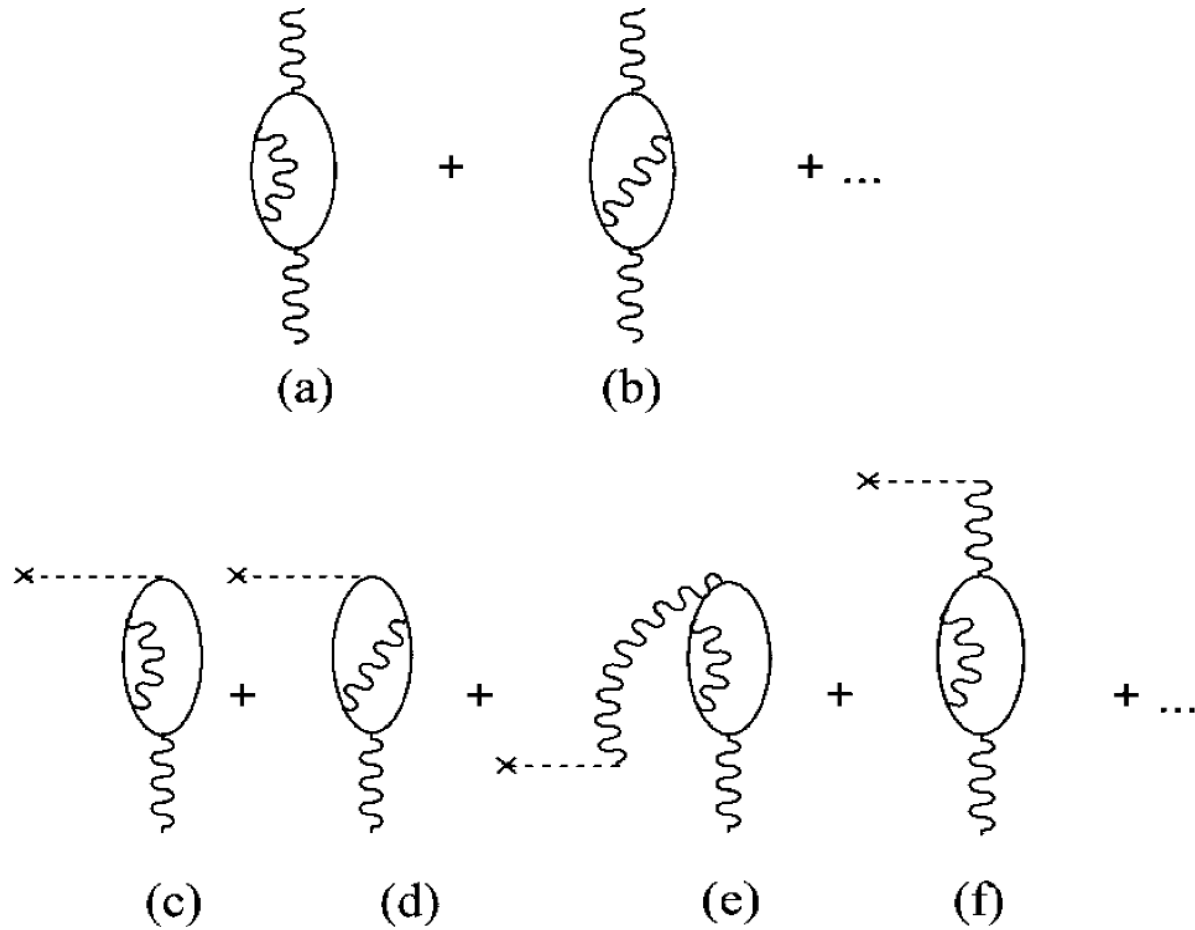 + + ...
(a) (b)
+ + + + ...
(c) (d) (e) (f)